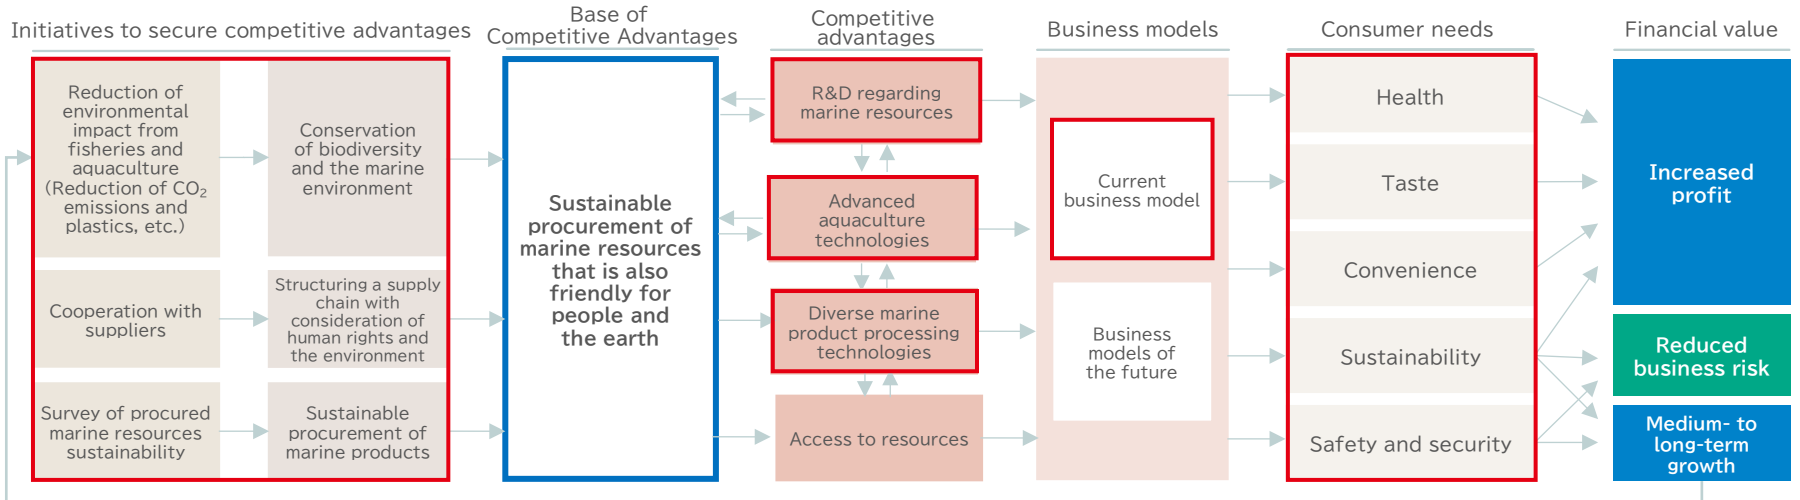 Initiatives to secure competitive advantages
Base of
Competitive Advantages
Competitive
advantages
Business models
Consumer needs
Financial value
Reduction of
environmental
impact from
fisheries and
aquaculture
(Reduction of CO₂
emissions and
plastics, etc.)
Conservation
of biodiversity
and the marine
environment
Cooperation with
suppliers
Structuring a supply
chain with
consideration of
human rights and
the environment
Survey of procured
marine resources
sustainability
Sustainable
procurement of
marine products
Sustainable
procurement of
marine resources
that is also
friendly for
people and
the earth
R&D regarding
marine resources
Advanced
aquaculture
technologies
Diverse marine
product processing
technologies
Access to resources
Current
business model
Business
models of
the future
Health
Taste
Convenience
Sustainability
Safety and security
Increased
profit
Reduced
business risk
Medium- to
long-term
growth